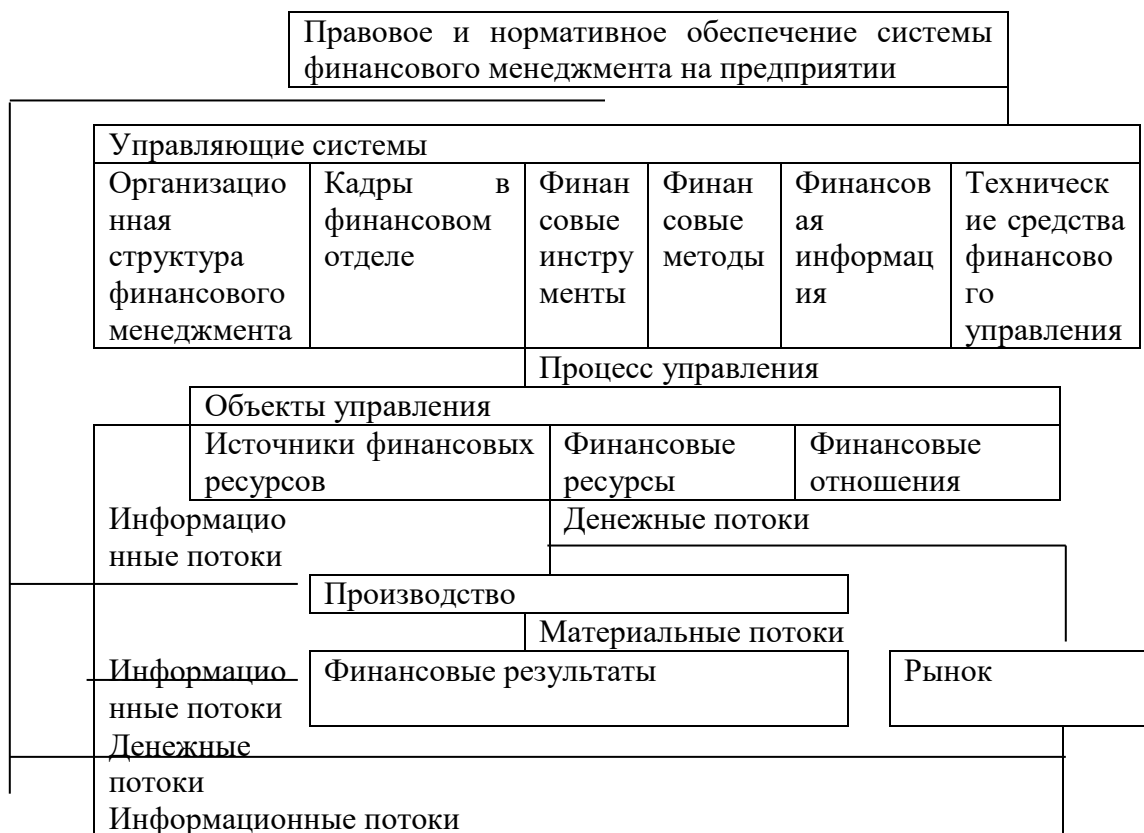 Правовое и нормативное обеспечение системы
финансового менеджмента на предприятии
Управляющие системы
Организацио
нная
структура
финансового
менеджмента
Кадры в
финансовом
отделе
Финан
совые
инстру
менты
Финан
совые
методы
Финансов
ая
информац
ия
Техническ
ие средства
финансово
го
управления
Процесс управления
Объекты управления
Источники финансовых
ресурсов
Финансовые
ресурсы
Финансовые
отношения
Информацио
нные потоки
Денежные потоки
Производство
Материальные потоки
Информацио
нные потоки
Финансовые результаты
Рынок
Денежные
потоки
Информационные потоки